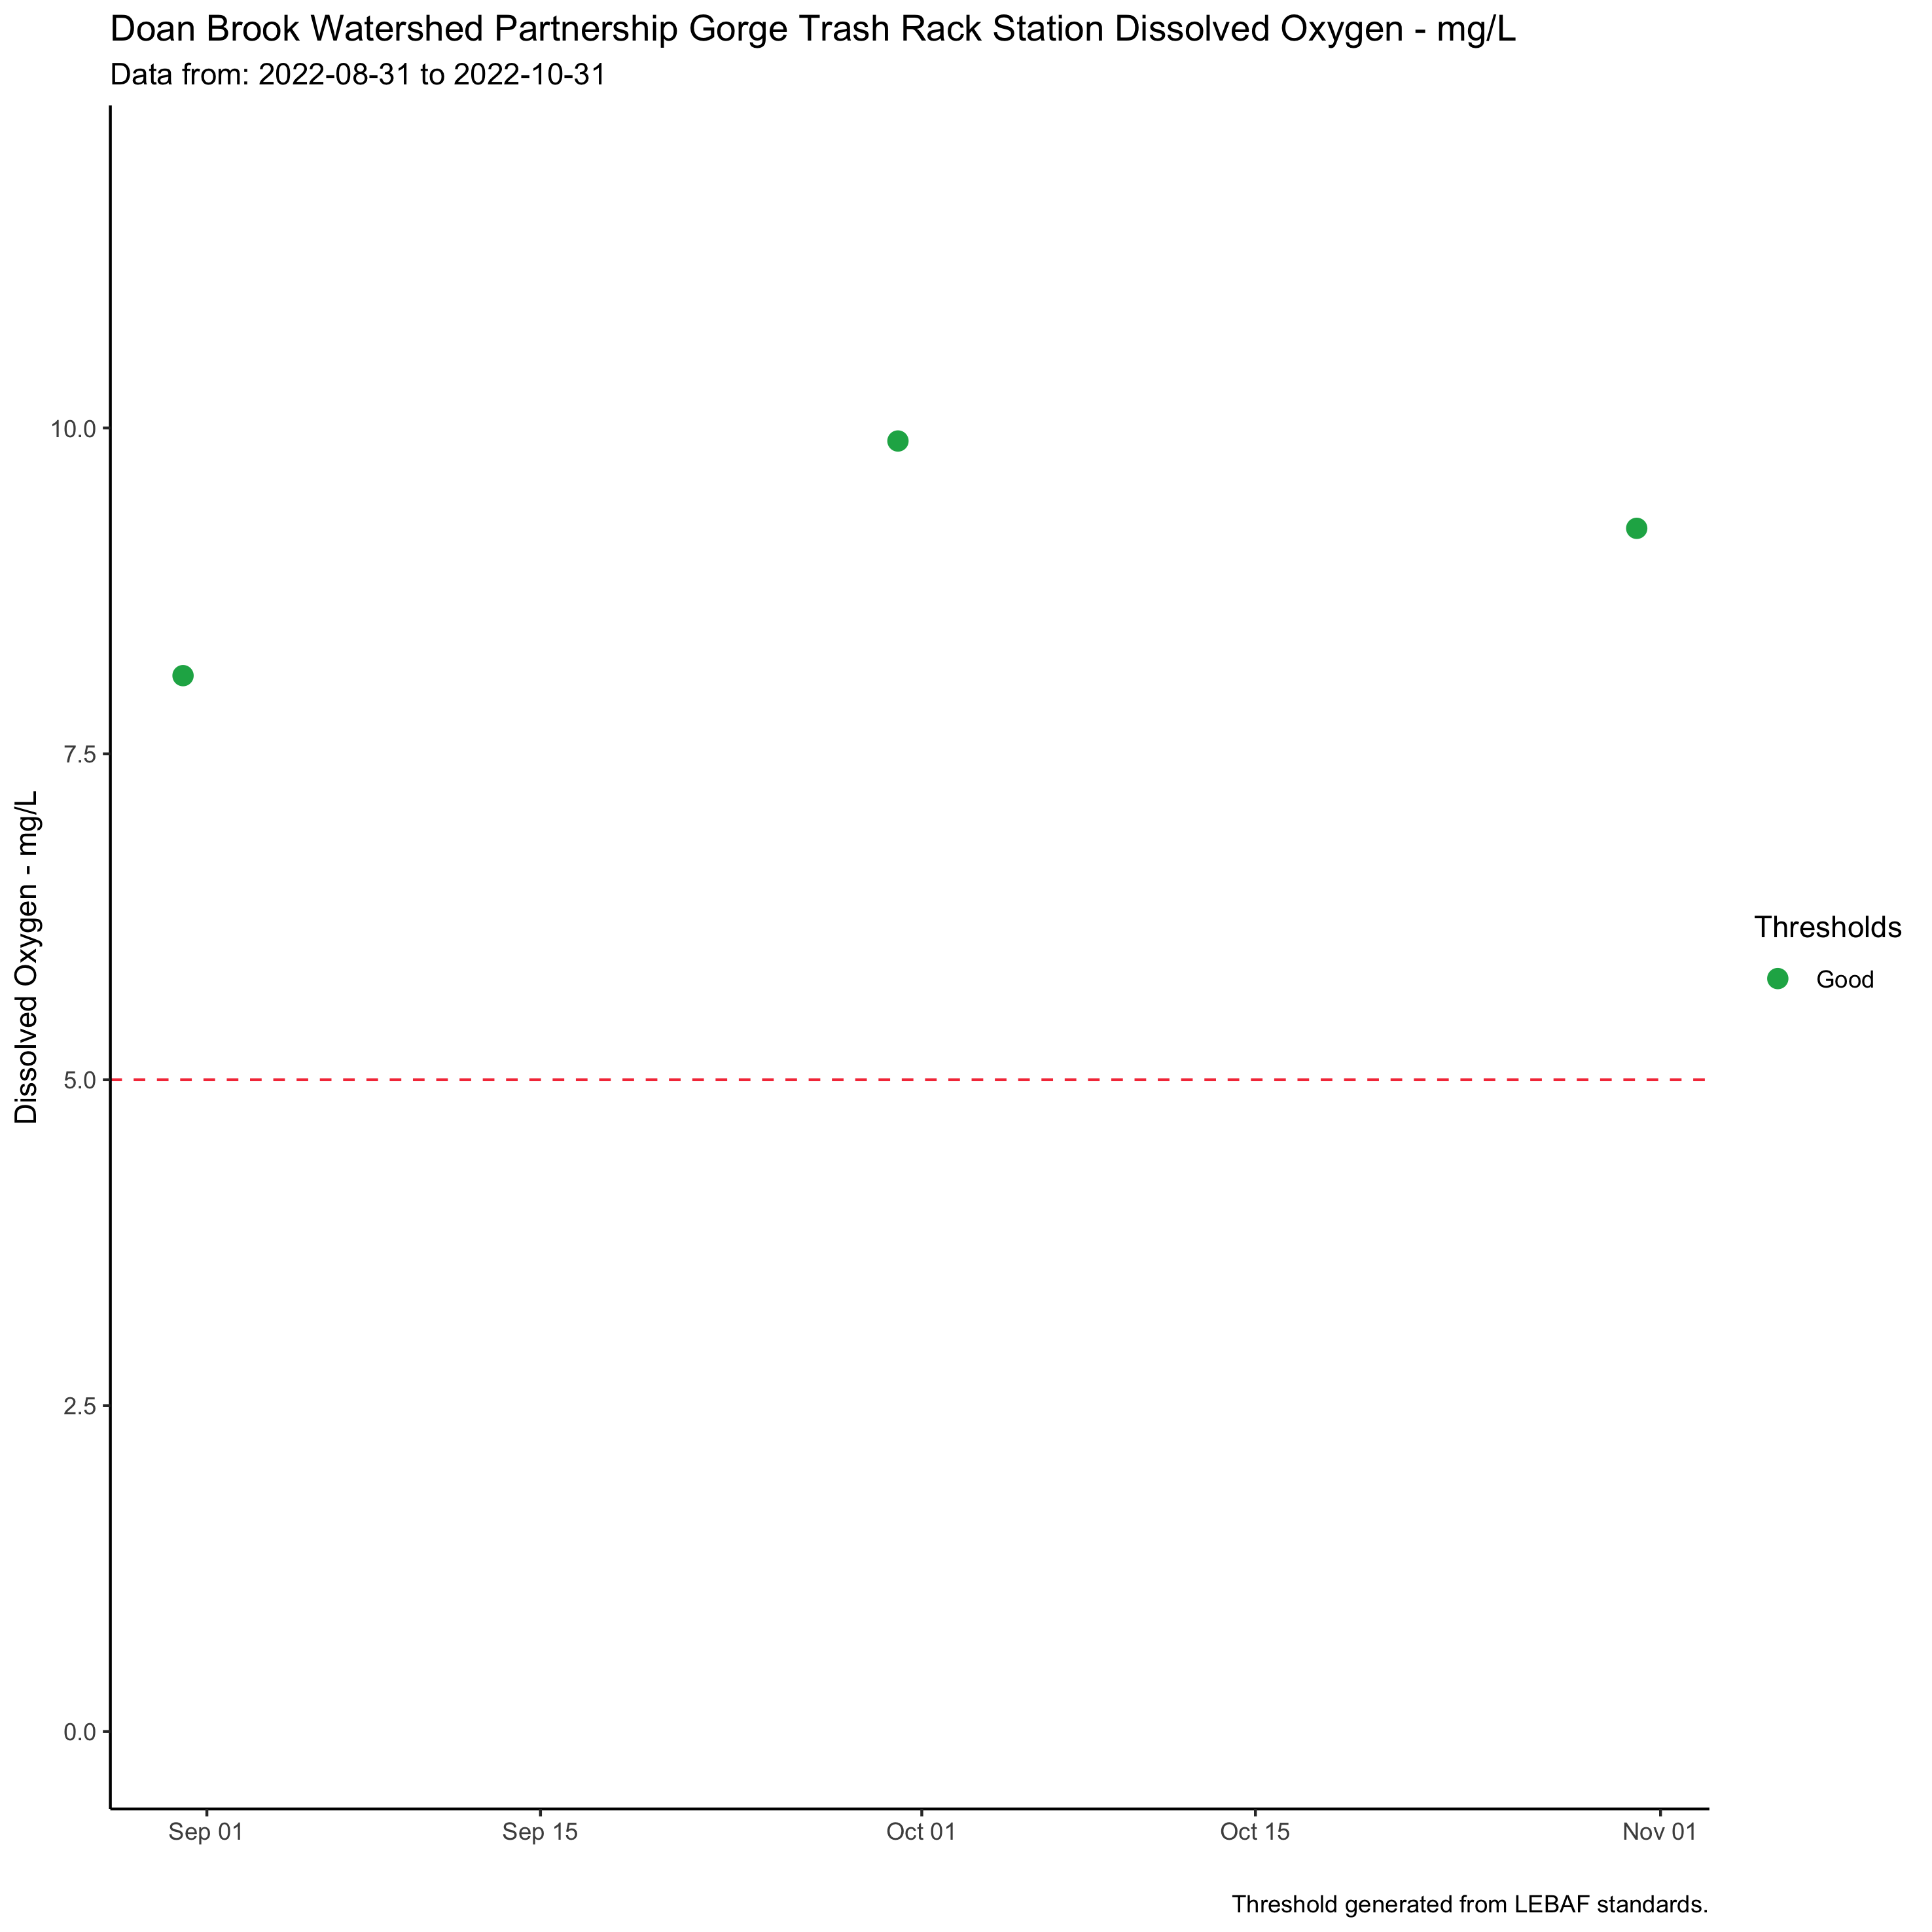 Doan Brook Watershed Partnership Gorge Trash Rack Station Dissolved Oxygen - mg/L
Data from: 2022-08-31 to 2022-10-31
Dissolved Oxygen - mg/L
10.0
7.5
5.0
2.5
0.0
Sep 01
Sep 15
Oct 01
Oct 15
Nov 01
Thresholds
Good
Threshold generated from LEBAF standards.